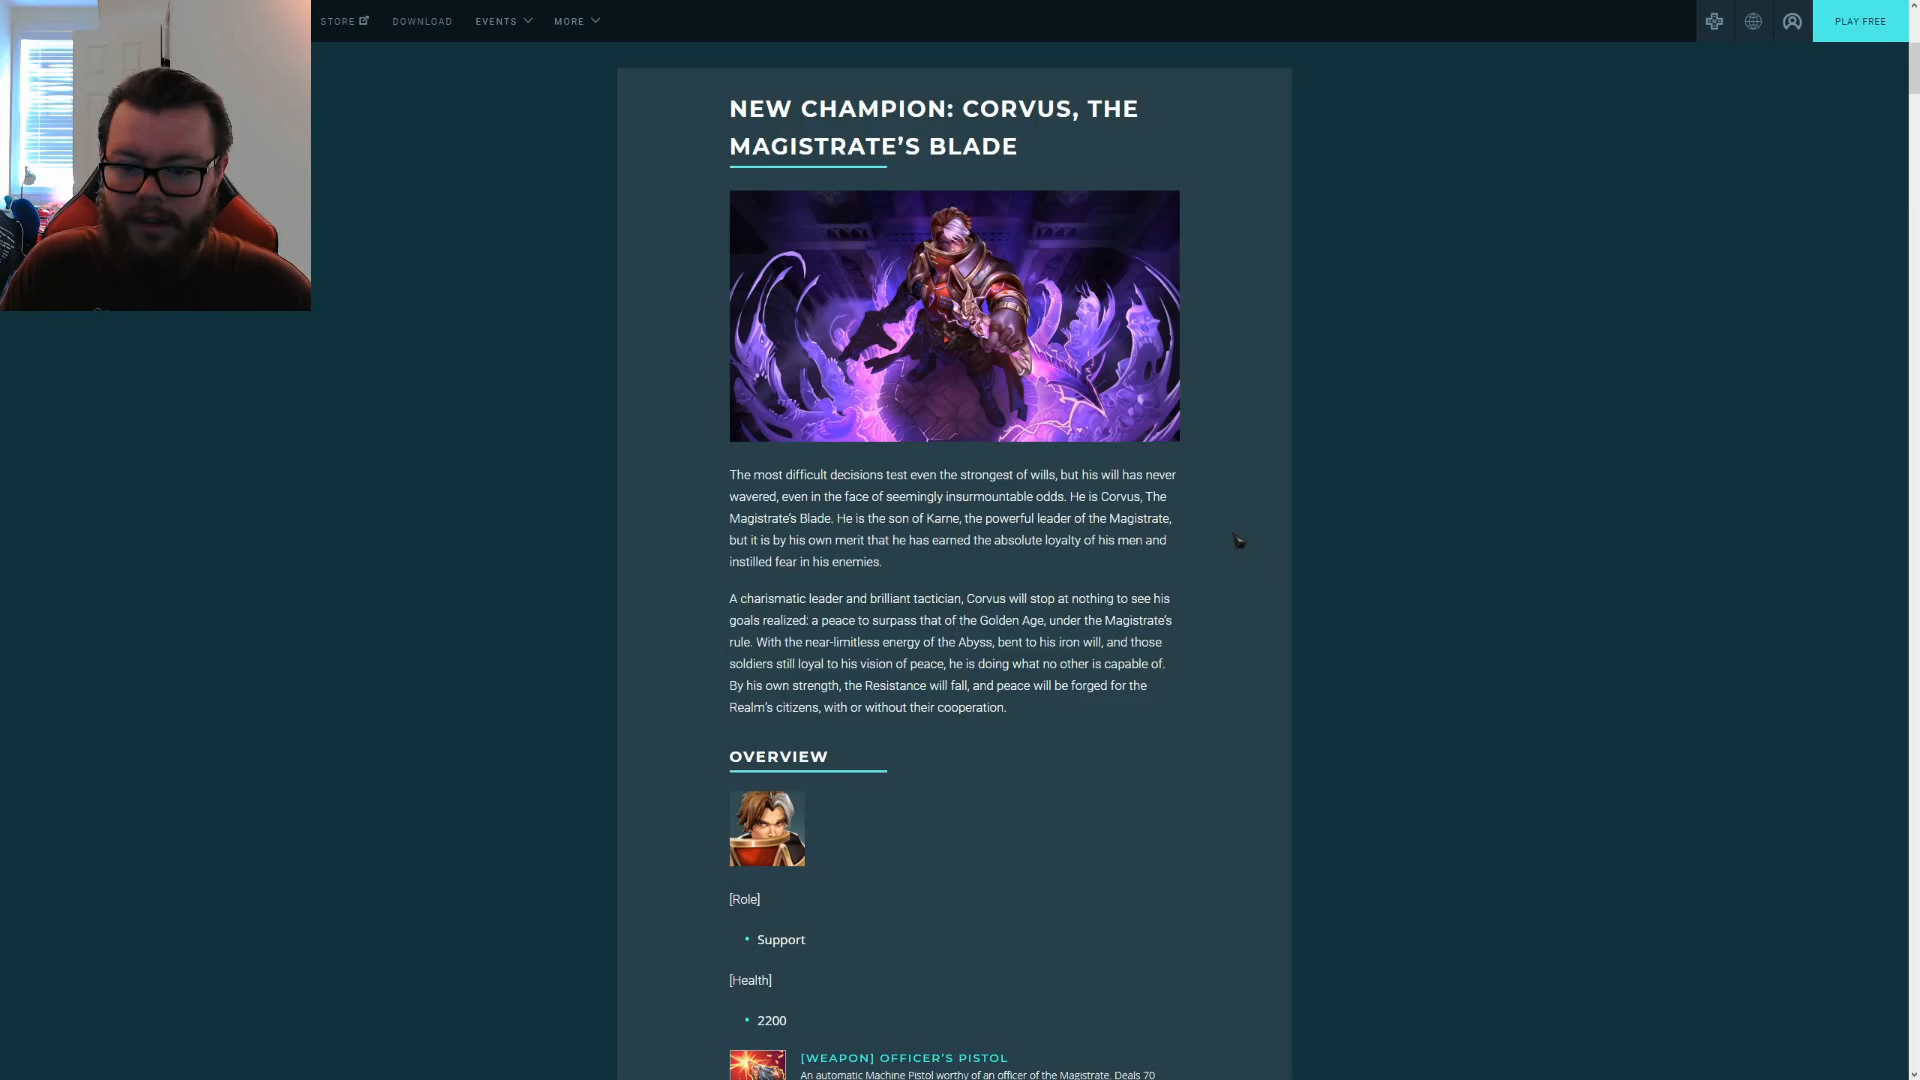 STORE
DOWNLOAD
EVENTS
MORE
PLAY FREE
NEW CHAMPION: CORVUS, THE
MAGISTRATE’S BLADE
The most difficult decisions test even the strongest of wills, but his will has never
wavered, even in the face of seemingly insurmountable odds. He is Corvus, The
Magistrate’s Blade. He is the son of Karne, the powerful leader of the Magistrate,
but it is by his own merit that he has earned the absolute loyalty of his men and
instilled fear in his enemies.
A charismatic leader and brilliant tactician, Corvus will stop at nothing to see his
goals realized: a peace to surpass that of the Golden Age, under the Magistrate’s
rule. With the near-limitless energy of the Abyss, bent to his iron will, and those
soldiers still loyal to his vision of peace, he is doing what no other is capable of.
By his own strength, the Resistance will fall, and peace will be forged for the
Realm’s citizens, with or without their cooperation.
OVERVIEW
[Role]
• Support
[Health]
• 2200
[WEAPON] OFFICER’S PISTOL
An automatic Machine Pistol worthy of an officer of the Magistrate. Deals 70